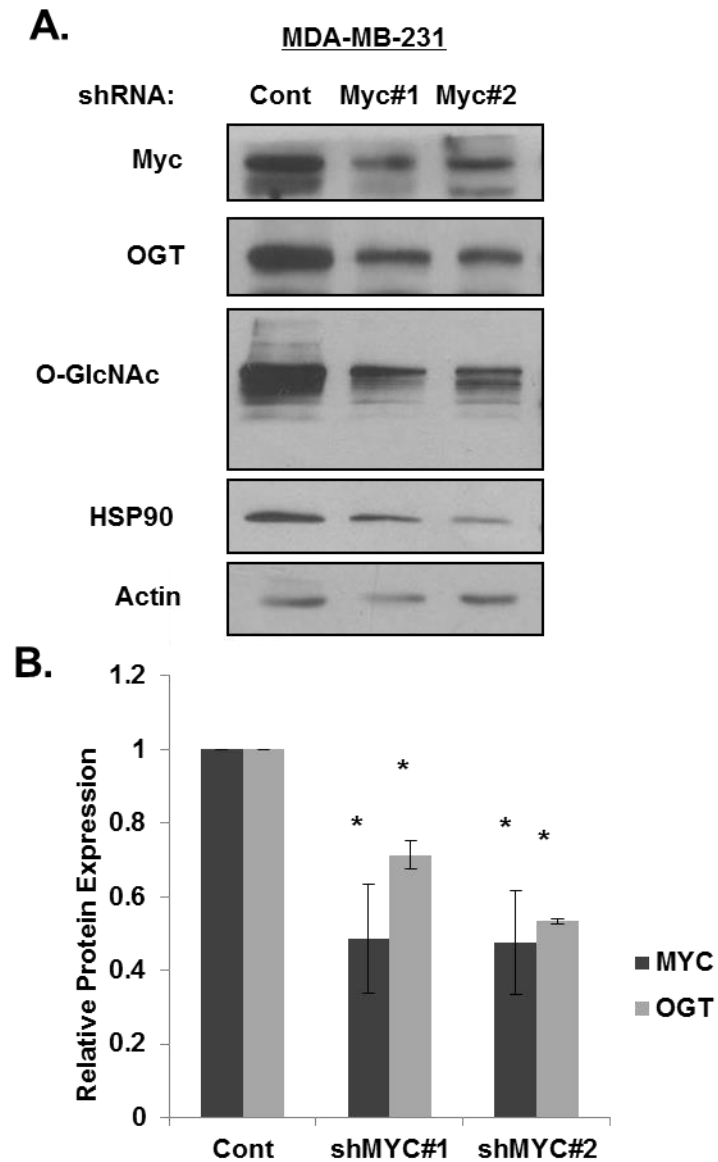 A.
MDA-MB-231
shRNA: Cont Myc#1 Myc#2
Myc
OGT
O-GlcNAc
HSP90
Actin
B.
Relative Protein Expression
1.2
1
0.8
0.6
0.4
0.2
0
* * * *
Cont shMYC#1 shMYC#2
MYC
OGT